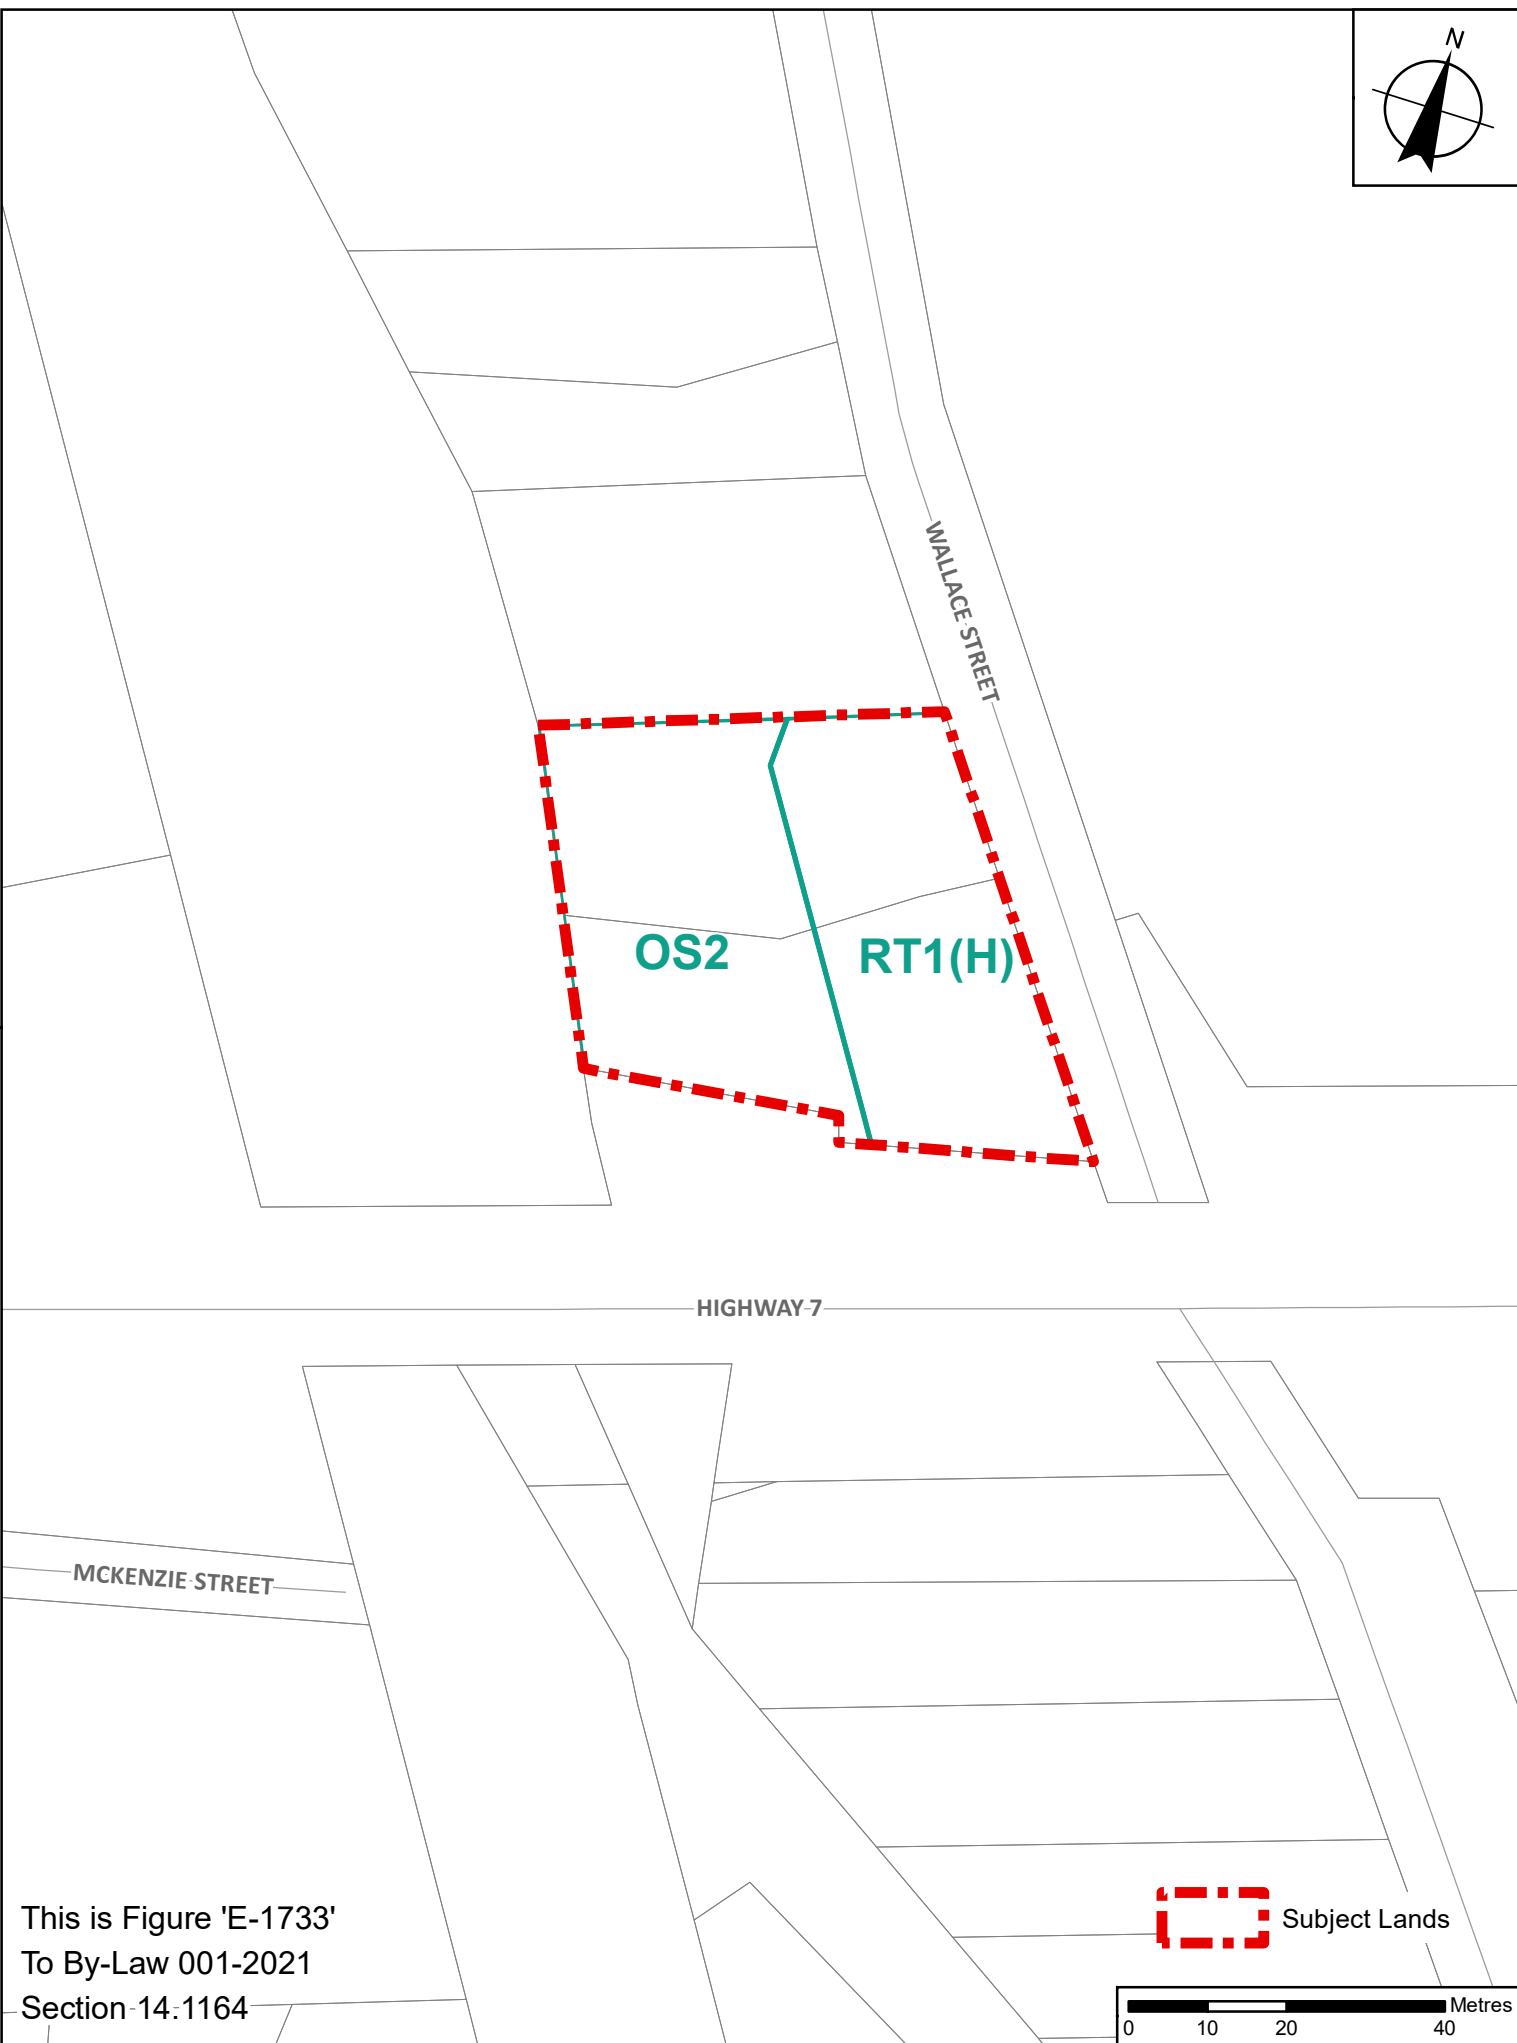 N
WALLACE STREET
OS2
RT1(H)
HIGHWAY 7
MCKENZIE STREET
This is Figure 'E-1733'
To By-Law 001-2021
Section 14.1164
Subject Lands
Metres
0 10 20 40